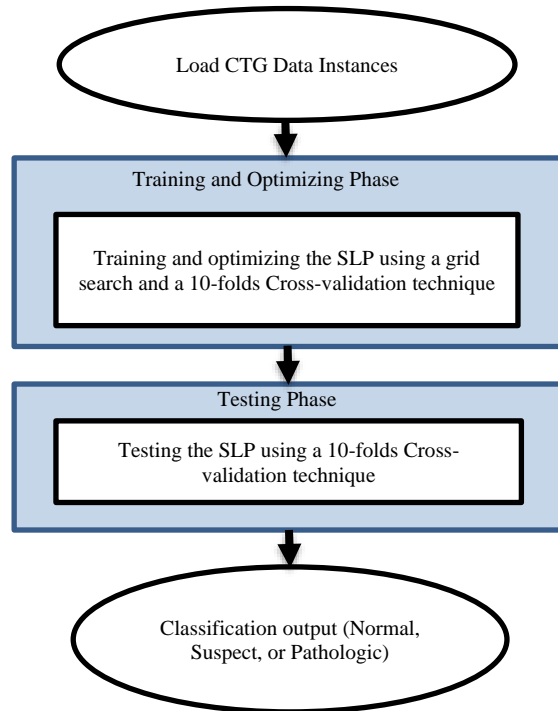 Load CTG Data Instances
Training and Optimizing Phase
Training and optimizing the SLP using a grid
search and a 10-folds Cross-validation technique
Testing Phase
Testing the SLP using a 10-folds Cross-
validation technique
Classification output (Normal,
Suspect, or Pathologic)